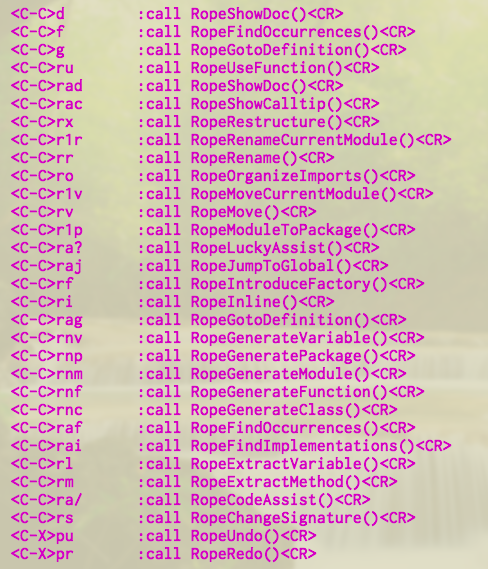 <C-C>d :call RopeShowDoc()<CR>
<C-C>f :call RopeFindOccurrences()<CR>
<C-C>g :call RopeGotoDefinition()<CR>
<C-C>ru :call RopeUseFunction()<CR>
<C-C>rad :call RopeShowDoc()<CR>
<C-C>rac :call RopeShowCalltip()<CR>
<C-C>rx :call RopeRestructure()<CR>
<C-C>r1r :call RopeRenameCurrentModule()<CR>
<C-C>rr :call RopeRename()<CR>
<C-C>ro :call RopeOrganizeImports()<CR>
<C-C>r1v :call RopeMoveCurrentModule()<CR>
<C-C>rv :call RopeMove()<CR>
<C-C>r1p :call RopeModuleToPackage()<CR>
<C-C>ra? :call RopeLuckyAssist()<CR>
<C-C>raj :call RopeJumpToGlobal()<CR>
<C-C>rf :call RopeIntroduceFactory()<CR>
<C-C>ri :call RopeInline()<CR>
<C-C>rag :call RopeGotoDefinition()<CR>
<C-C>rnv :call RopeGenerateVariable()<CR>
<C-C>rnp :call RopeGeneratePackage()<CR>
<C-C>rnm :call RopeGenerateModule()<CR>
<C-C>rnf :call RopeGenerateFunction()<CR>
<C-C>rnc :call RopeGenerateClass()<CR>
<C-C>raf :call RopeFindOccurrences()<CR>
<C-C>rai :call RopeFindImplementations()<CR>
<C-C>rl :call RopeExtractVariable()<CR>
<C-C>rm :call RopeExtractMethod()<CR>
<C-C>ra/ :call RopeCodeAssist()<CR>
<C-C>rs :call RopeChangeSignature()<CR>
<C-X>pu :call RopeUndo()<CR>
<C-X>pr :call RopeRedo()<CR>